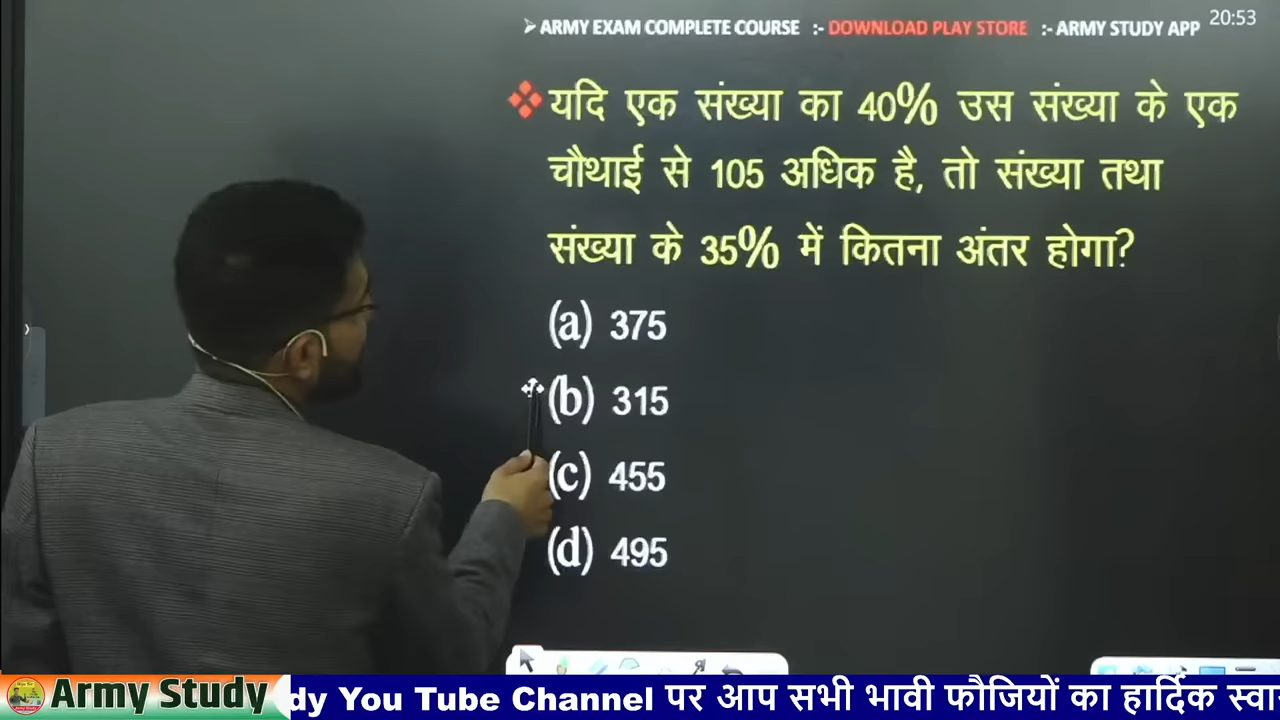 ➢ ARMY EXAM COMPLETE COURSE :- DOWNLOAD PLAY STORE :- ARMY STUDY APP 20:53
❖ यदि एक संख्या का 40% उस संख्या के एक
चौथाई से 105 अधिक है, तो संख्या तथा
संख्या के 35% में कितना अंतर होगा?
(a) 375
(b) 315
(c) 455
(d) 495
Army Study
dy You Tube Channel पर आप सभी भावी फौजियों का हार्दिक स्वा